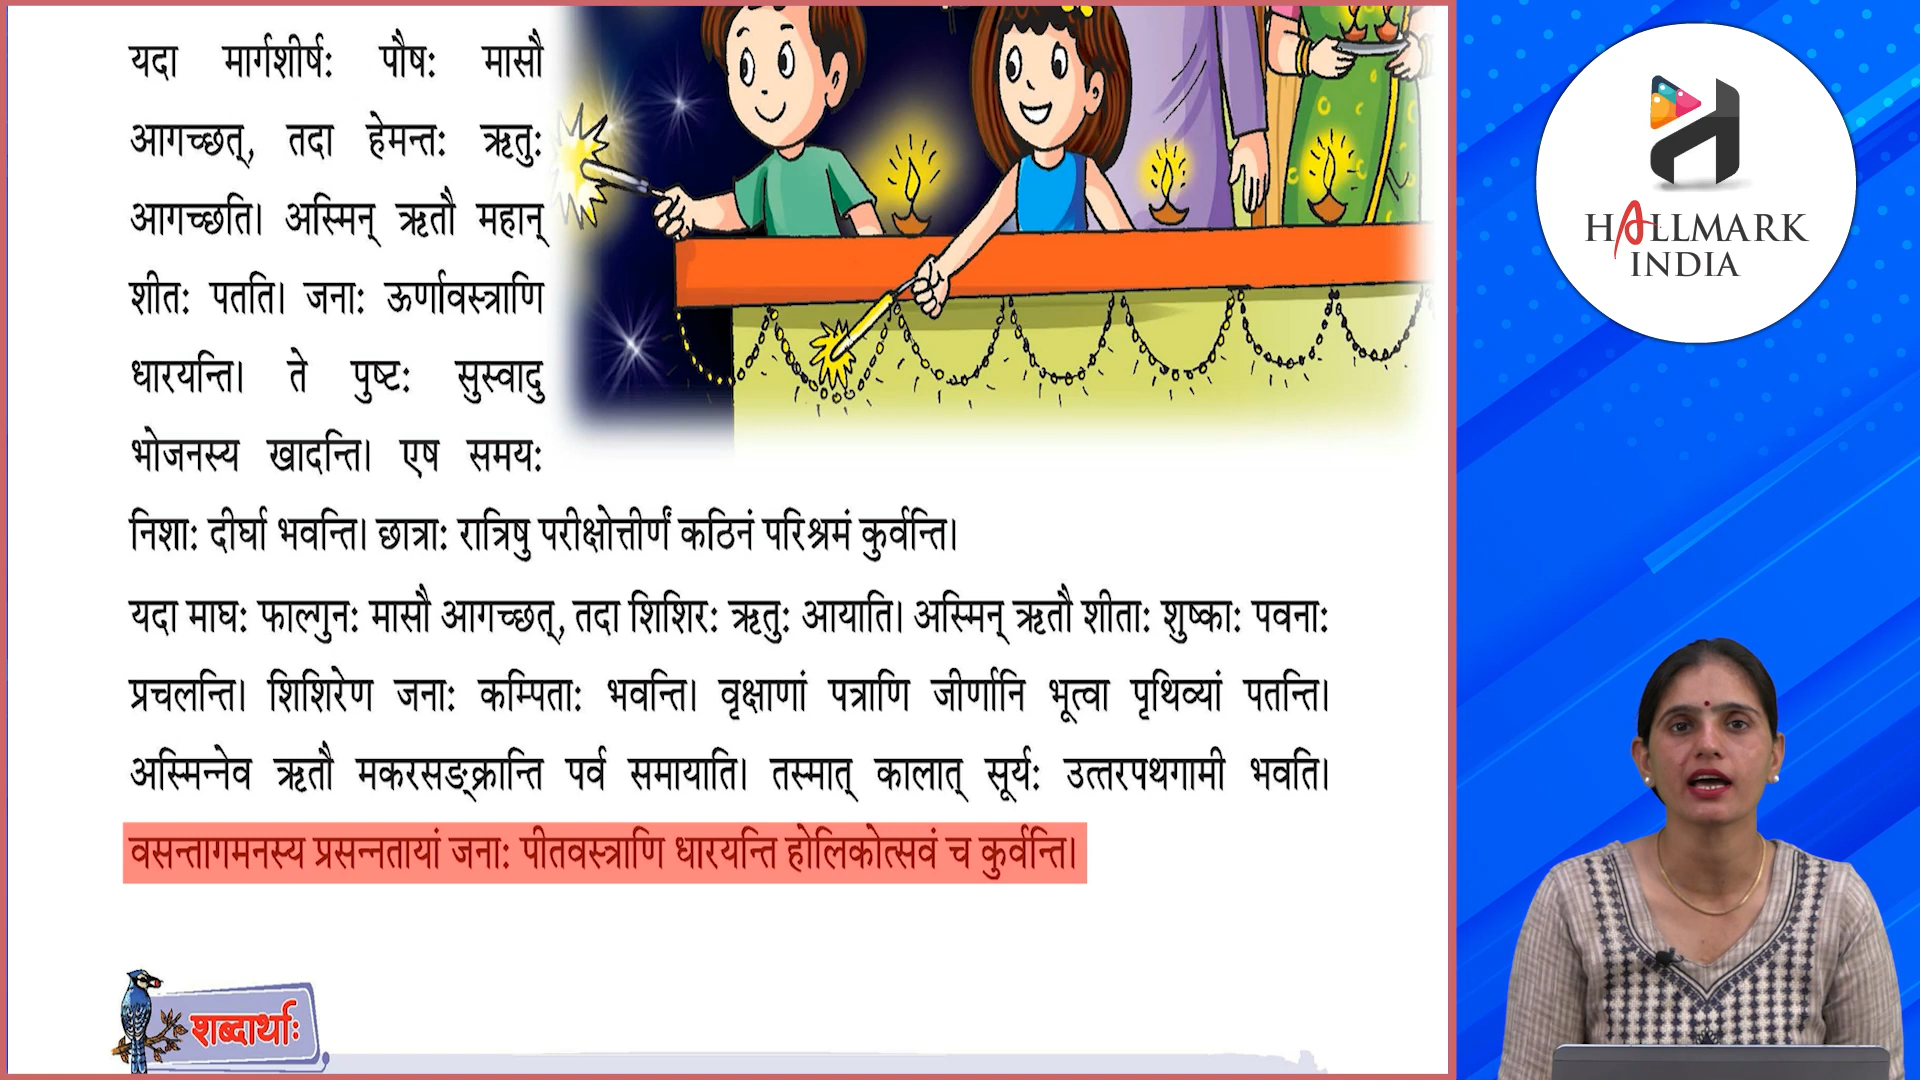 यदा मार्गशीर्ष: पौष: मासौ
आगच्छत्, तदा हेमन्त: ऋतु:
आगच्छति। अस्मिन् ऋतौ महान्
शीत: पतति। जना: ऊर्णावस्त्राणि
धारयन्ति। ते पुष्ट: सुस्वादु
भोजनस्य खादन्ति। एष समय:
निशा: दीर्घा भवन्ति। छात्रा: रात्रिषु परीक्षोत्तीर्णं कठिनं परिश्रमं कुर्वन्ति।
यदा माघ: फाल्गुन: मासौ आगच्छत्, तदा शिशिर: ऋतु: आयाति। अस्मिन् ऋतौ शीता: शुष्का: पवना:
प्रचलन्ति। शिशिरेण जना: कम्पिता: भवन्ति। वृक्षाणां पत्राणि जीर्णानि भूत्वा पृथिव्यां पतन्ति।
अस्मिन्नेव ऋतौ मकरसङ्क्रान्ति पर्व समायाति। तस्मात् कालात् सूर्य: उत्तरपथगामी भवति।
वसन्तागमनस्य प्रसन्नतायां जना: पीतवस्त्राणि धारयन्ति होलिकोत्सवं च कुर्वन्ति।
शब्दार्था:
HALLMARK
INDIA